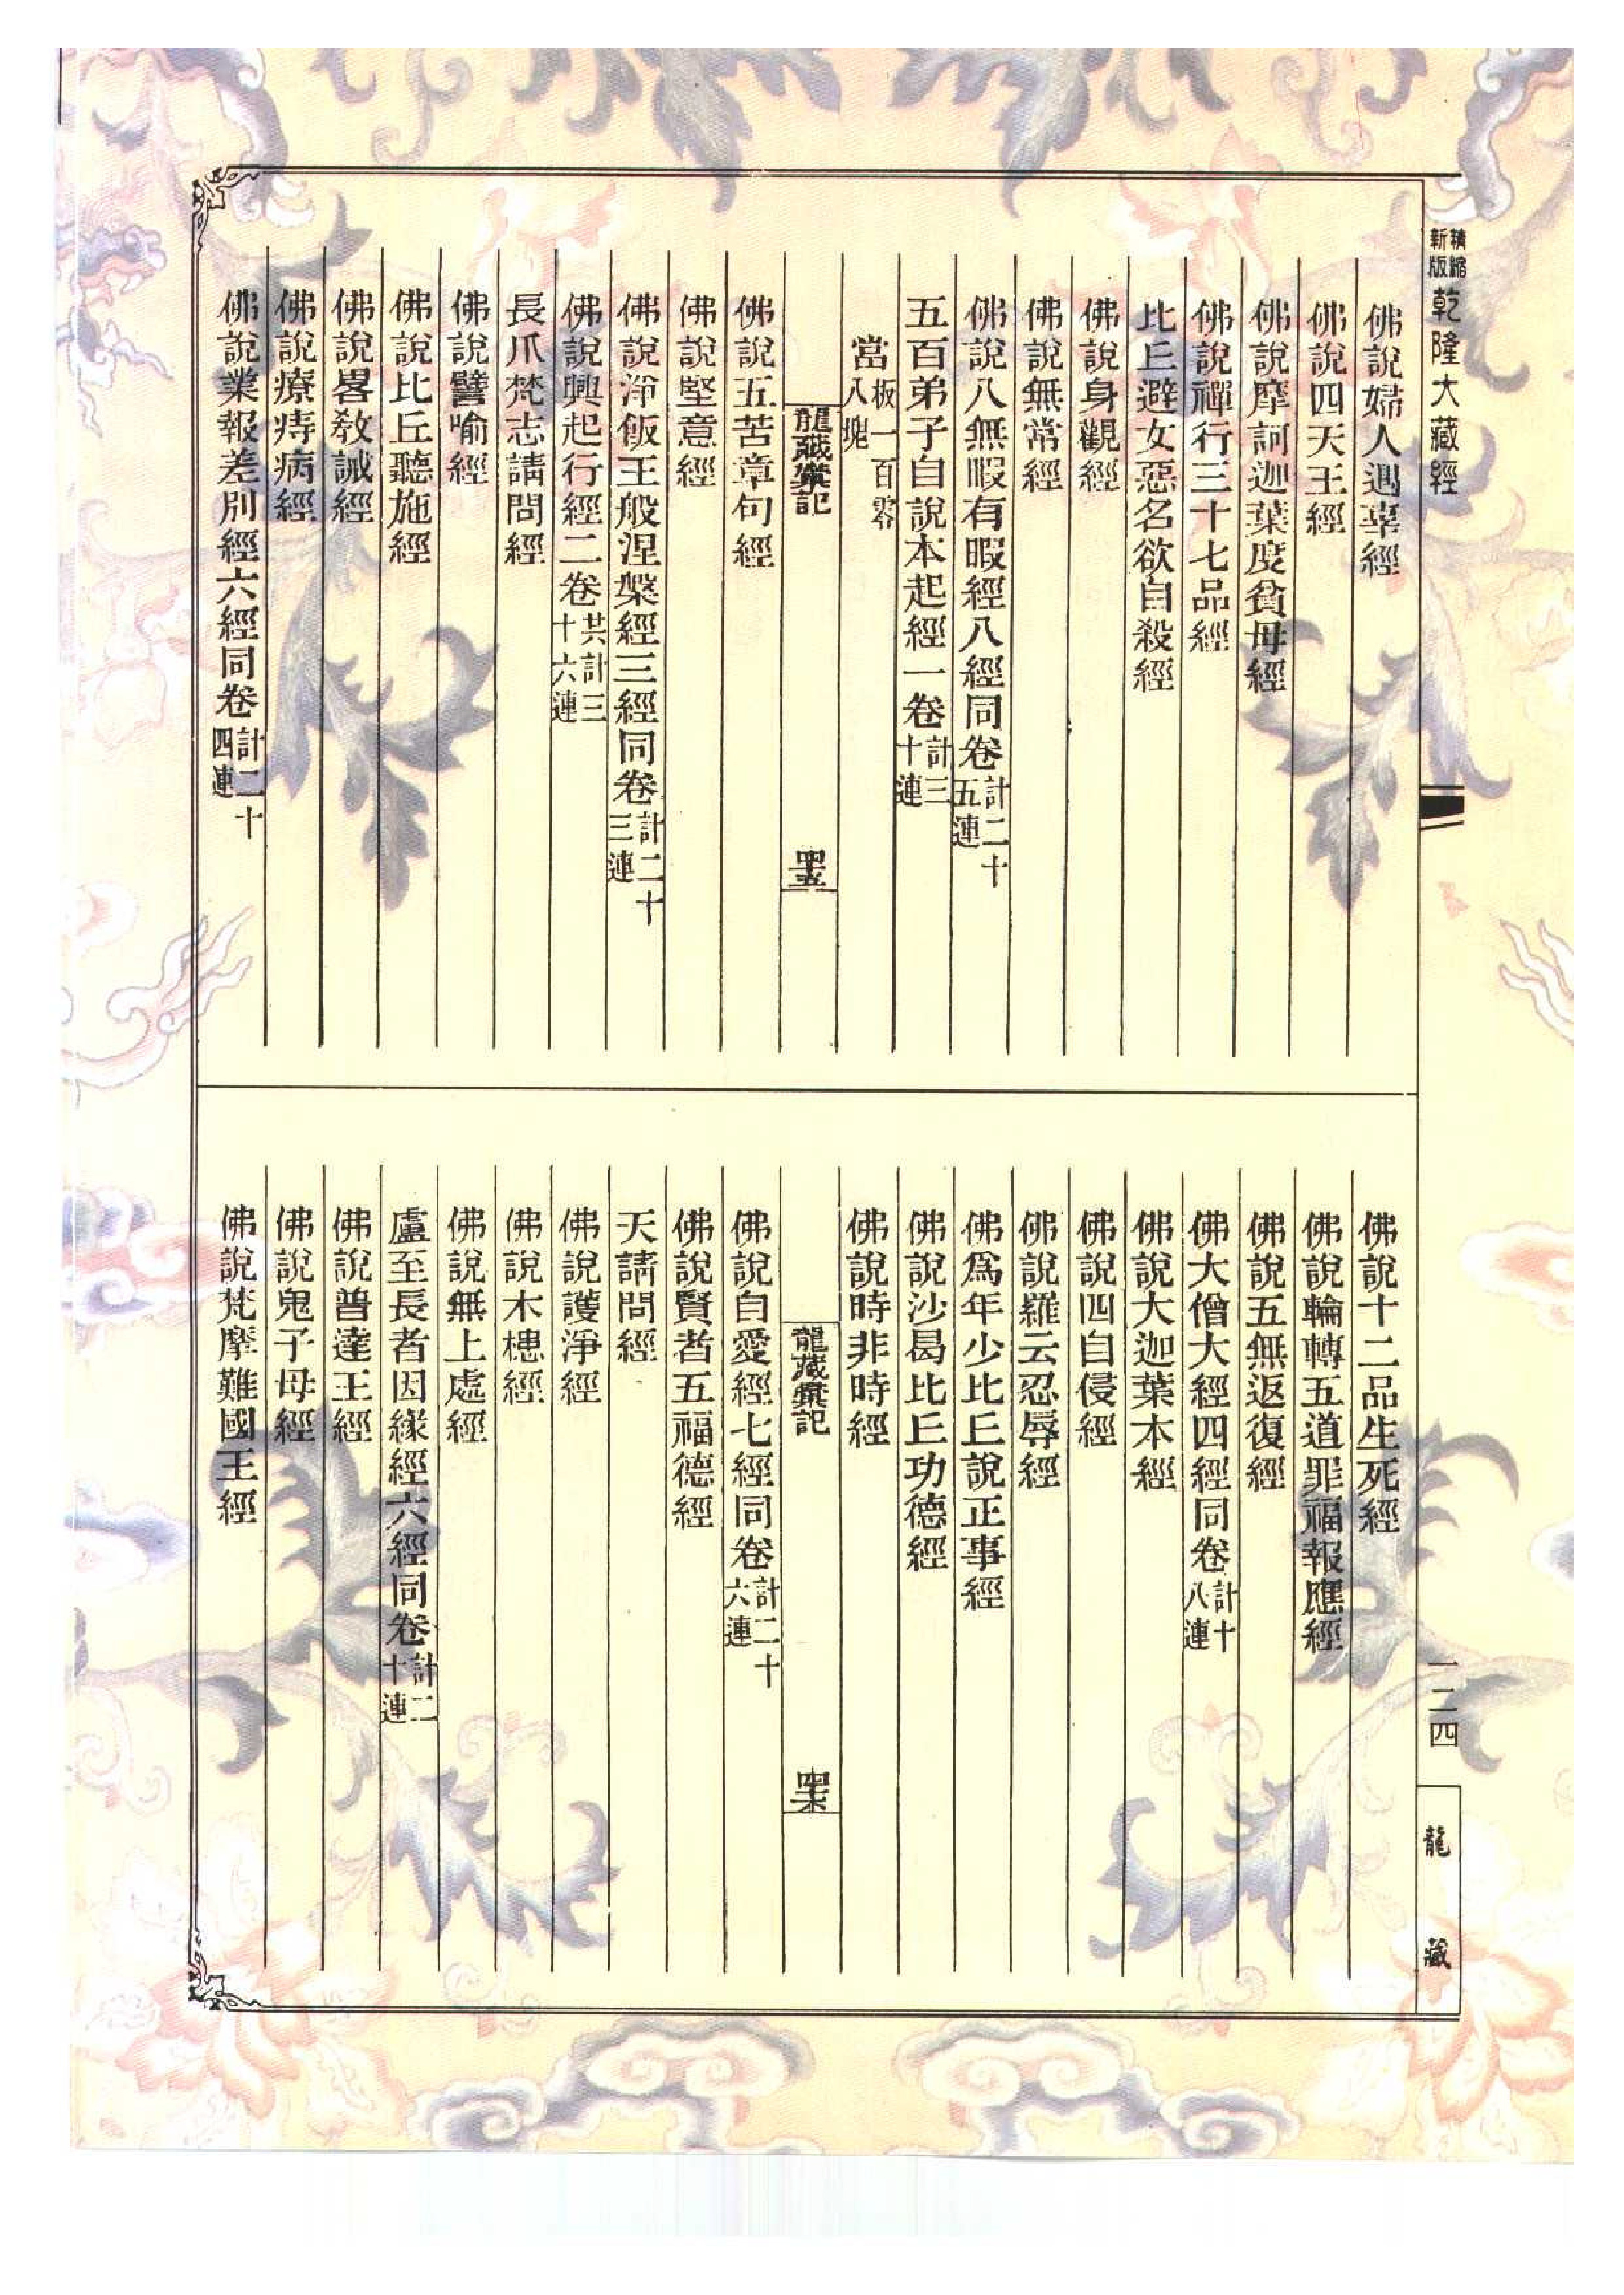 精縮新版乾隆大藏經
佛說婦人遇辜經
佛說四天王經
佛說摩訶迦葉度貧母經
佛說禪行三十七品經
比丘避女惡名欲自殺經
佛說身觀經
佛說無常經
佛說八無暇有暇經八經同卷計二十五連
五百弟子自說本起經一卷計三十連
當板一百零八塊
龍藏彙記
佛說五苦章句經
佛說堅意經
佛說淨飯王般涅槃經三經同卷計二十三連
佛說興起行經二卷共計三十六連
長爪梵志請問經
佛說譬喻經
佛說比丘聽施經
佛說畧教誡經
佛說療痔病經
佛說業報差別經六經同卷計二十四連
佛說十二品生死經
佛說輪轉五道罪福報應經
佛說五無返復經
佛大僧大經四經同卷計十八連
佛說大迦葉本經
佛說四自侵經
佛說羅云忍辱經
佛為年少比丘說正事經
佛說沙曷比丘功德經
佛說時非時經
龍藏彙記
佛說自愛經七經同卷計二十六連
佛說賢者五福德經
天請問經
佛說護淨經
佛說木槵經
佛說無上處經
盧至長者因緣經六經同卷計二十連
佛說普達王經
佛說鬼子母經
佛說梵摩難國王經
一二四
龍藏